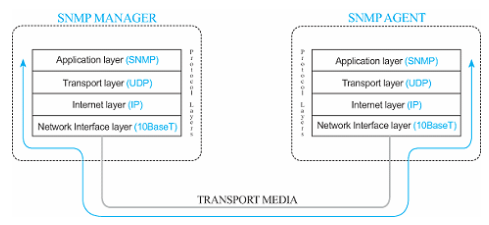 SNMP MANAGER
SNMP AGENT
Application layer (SNMP)
Transport layer (UDP)
Internet layer (IP)
Network Interface layer (10BaseT)
Protocol Layers
Application layer (SNMP)
Transport layer (UDP)
Internet layer (IP)
Network Interface layer (10BaseT)
Protocol Layers
TRANSPORT MEDIA